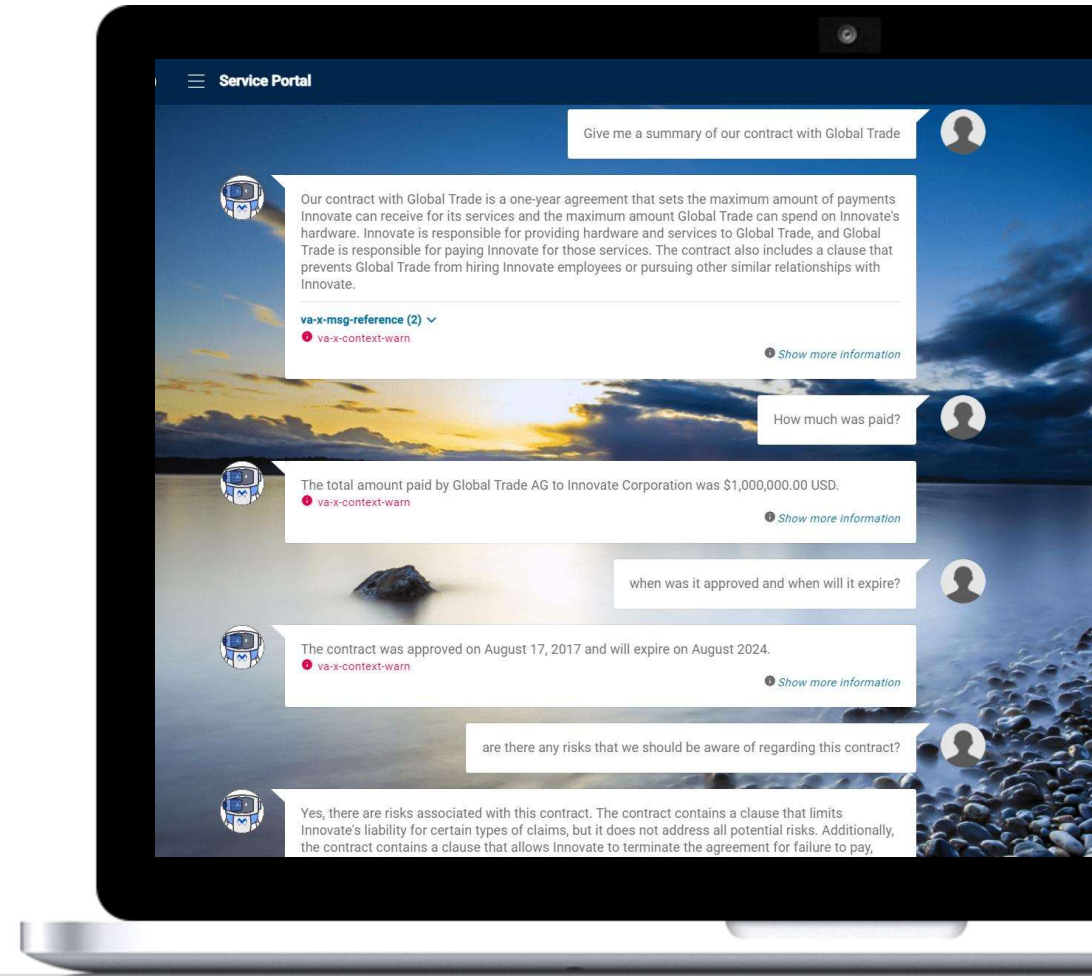 Service Portal
Give me a summary of our contract with Global Trade
Our contract with Global Trade is a one-year agreement that sets the maximum amount of payments
Innovate can receive for its services and the maximum amount Global Trade can spend on Innovate's
hardware. Innovate is responsible for providing hardware and services to Global Trade, and Global
Trade is responsible for paying Innovate for those services. The contract also includes a clause that
prevents Global Trade from hiring Innovate employees or pursuing other similar relationships with
Innovate.
va-x-msg-reference (2)
va-x-context-warn
Show more information
How much was paid?
The total amount paid by Global Trade AG to Innovate Corporation was $1,000,000.00 USD.
va-x-context-warn
Show more information
when was it approved and when will it expire?
The contract was approved on August 17, 2017 and will expire on August 2024.
va-x-context-warn
Show more information
are there any risks that we should be aware of regarding this contract?
Yes, there are risks associated with this contract. The contract contains a clause that limits
Innovate's liability for certain types of claims, but it does not address all potential risks. Additionally,
the contract contains a clause that allows Innovate to terminate the agreement for failure to pay,